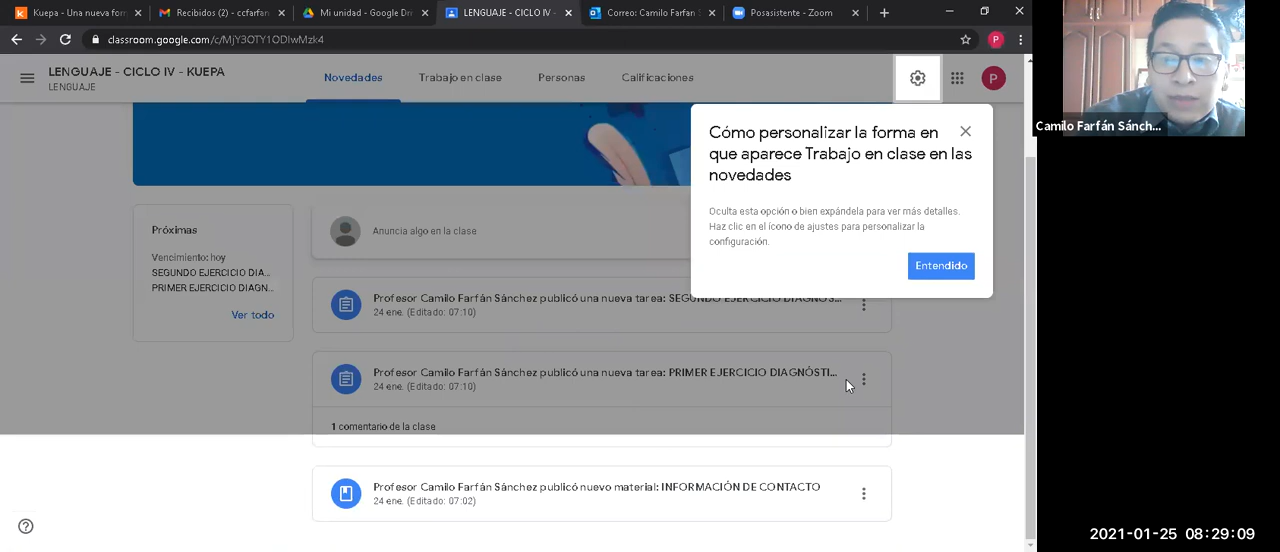 Kuepa - Una nueva for
Recibidos (2) - ccfarfan
Mi unidad - Google Dri
LENGUAJE - CICLO IV -
Correo: Camilo Farfan S
Posasistente - Zoom
classroom.google.com/c/MjY3OTY1ODIwMzk4
LENGUAJE - CICLO IV - KUEPA
LENGUAJE
Novedades
Trabajo en clase
Personas
Calificaciones
P
P
Camilo Farfán Sánch...
Cómo personalizar la forma en
que aparece Trabajo en clase en las
novedades
Oculta esta opción o bien expándela para ver más detalles.
Haz clic en el ícono de ajustes para personalizar la
configuración.
Entendido
Próximas
Vencimiento: hoy
SEGUNDO EJERCICIO DIA...
PRIMER EJERCICIO DIAGN...
Ver todo
Anuncia algo en la clase
Profesor Camilo Farfán Sánchez publicó una nueva tarea: SEGUNDO EJERCICIO DIAGNÓS...
24 ene. (Editado: 07:10)
Profesor Camilo Farfán Sánchez publicó una nueva tarea: PRIMER EJERCICIO DIAGNÓSTI...
24 ene. (Editado: 07:10)
1 comentario de la clase
Profesor Camilo Farfán Sánchez publicó nuevo material: INFORMACIÓN DE CONTACTO
24 ene. (Editado: 07:02)
2021-01-25 08:29:09